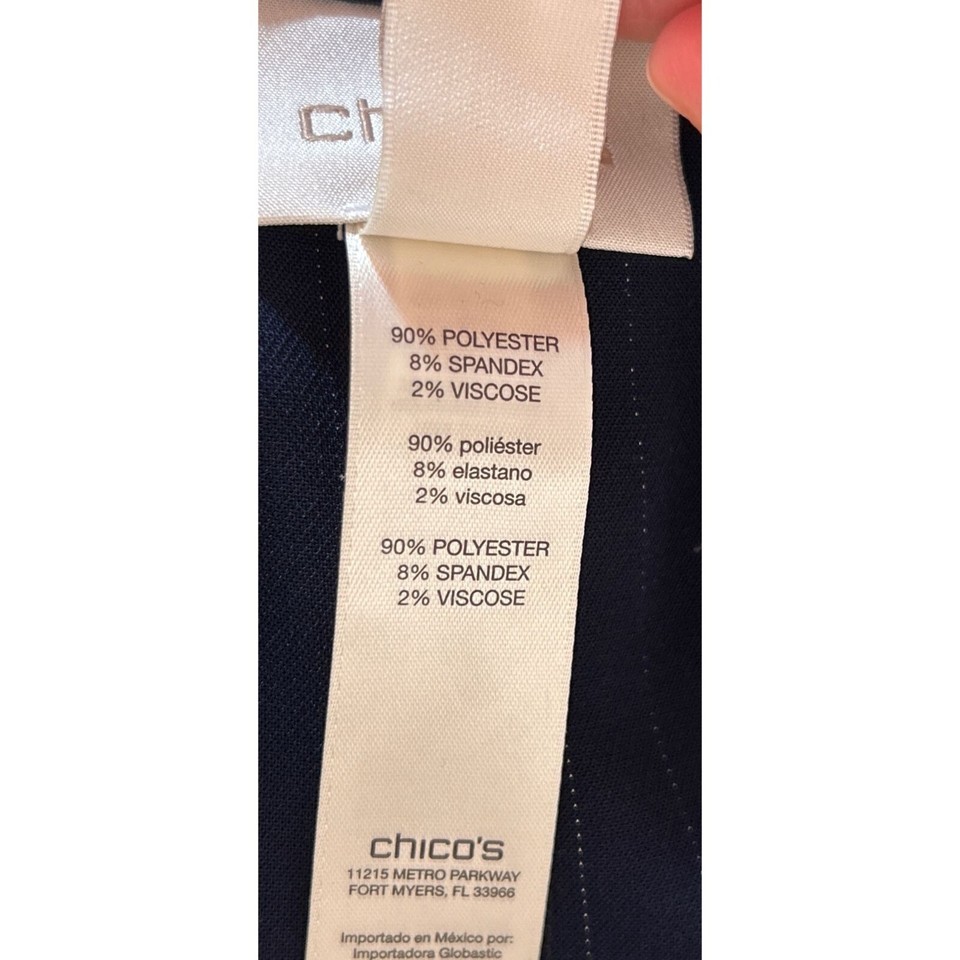 ch
90% POLYESTER
8% SPANDEX
2% VISCOSE
90% poliéster
8% elastano
2% viscosa
90% POLYESTER
8% SPANDEX
2% VISCOSE
chico's
11215 METRO PARKWAY
FORT MYERS, FL 33966
Importado en México por:
Importadora Globastic